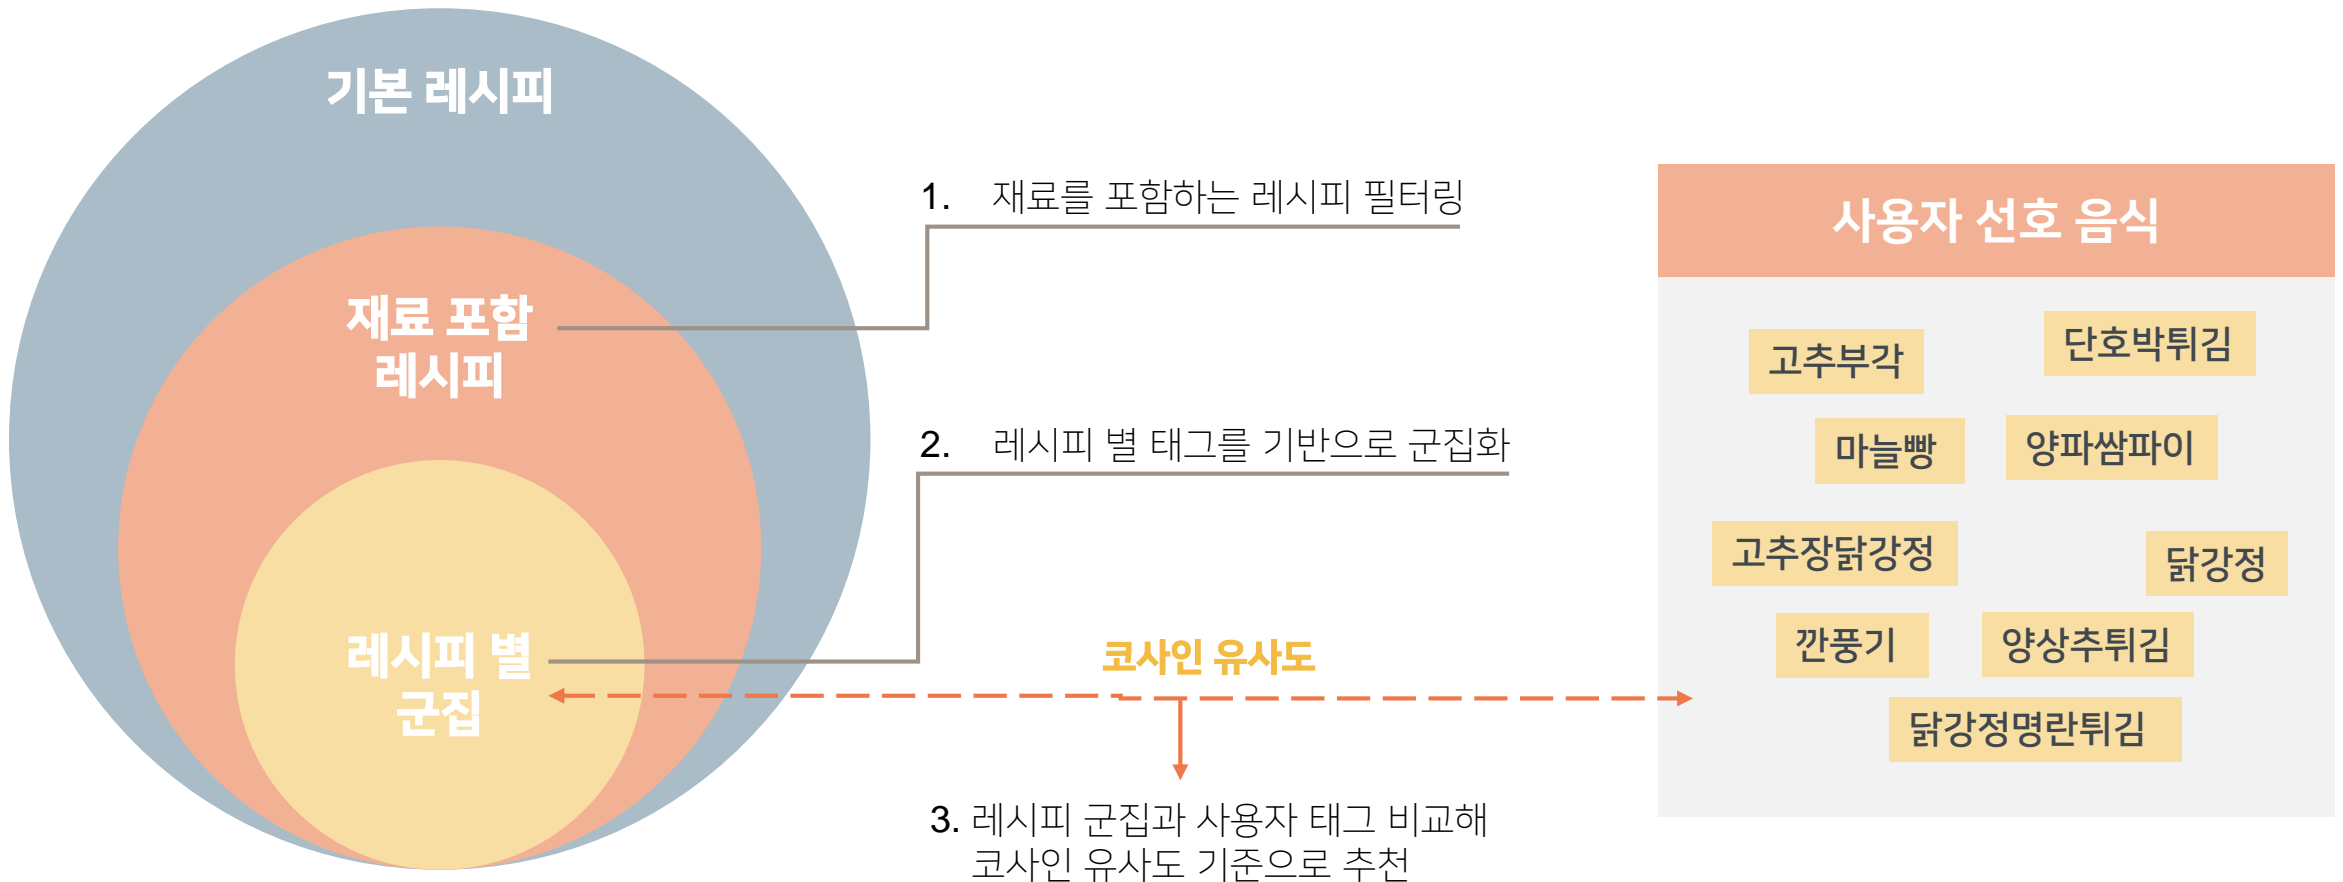 기본 레시피
재료 포함
레시피
레시피 별
군집
1. 재료를 포함하는 레시피 필터링
2. 레시피 별 태그를 기반으로 군집화
코사인 유사도
3. 레시피 군집과 사용자 태그 비교해
코사인 유사도 기준으로 추천
사용자 선호 음식
고추부각
단호박튀김
마늘빵
양파쌈파이
고추장닭강정
닭강정
깐풍기
양상추튀김
닭강정명란튀김